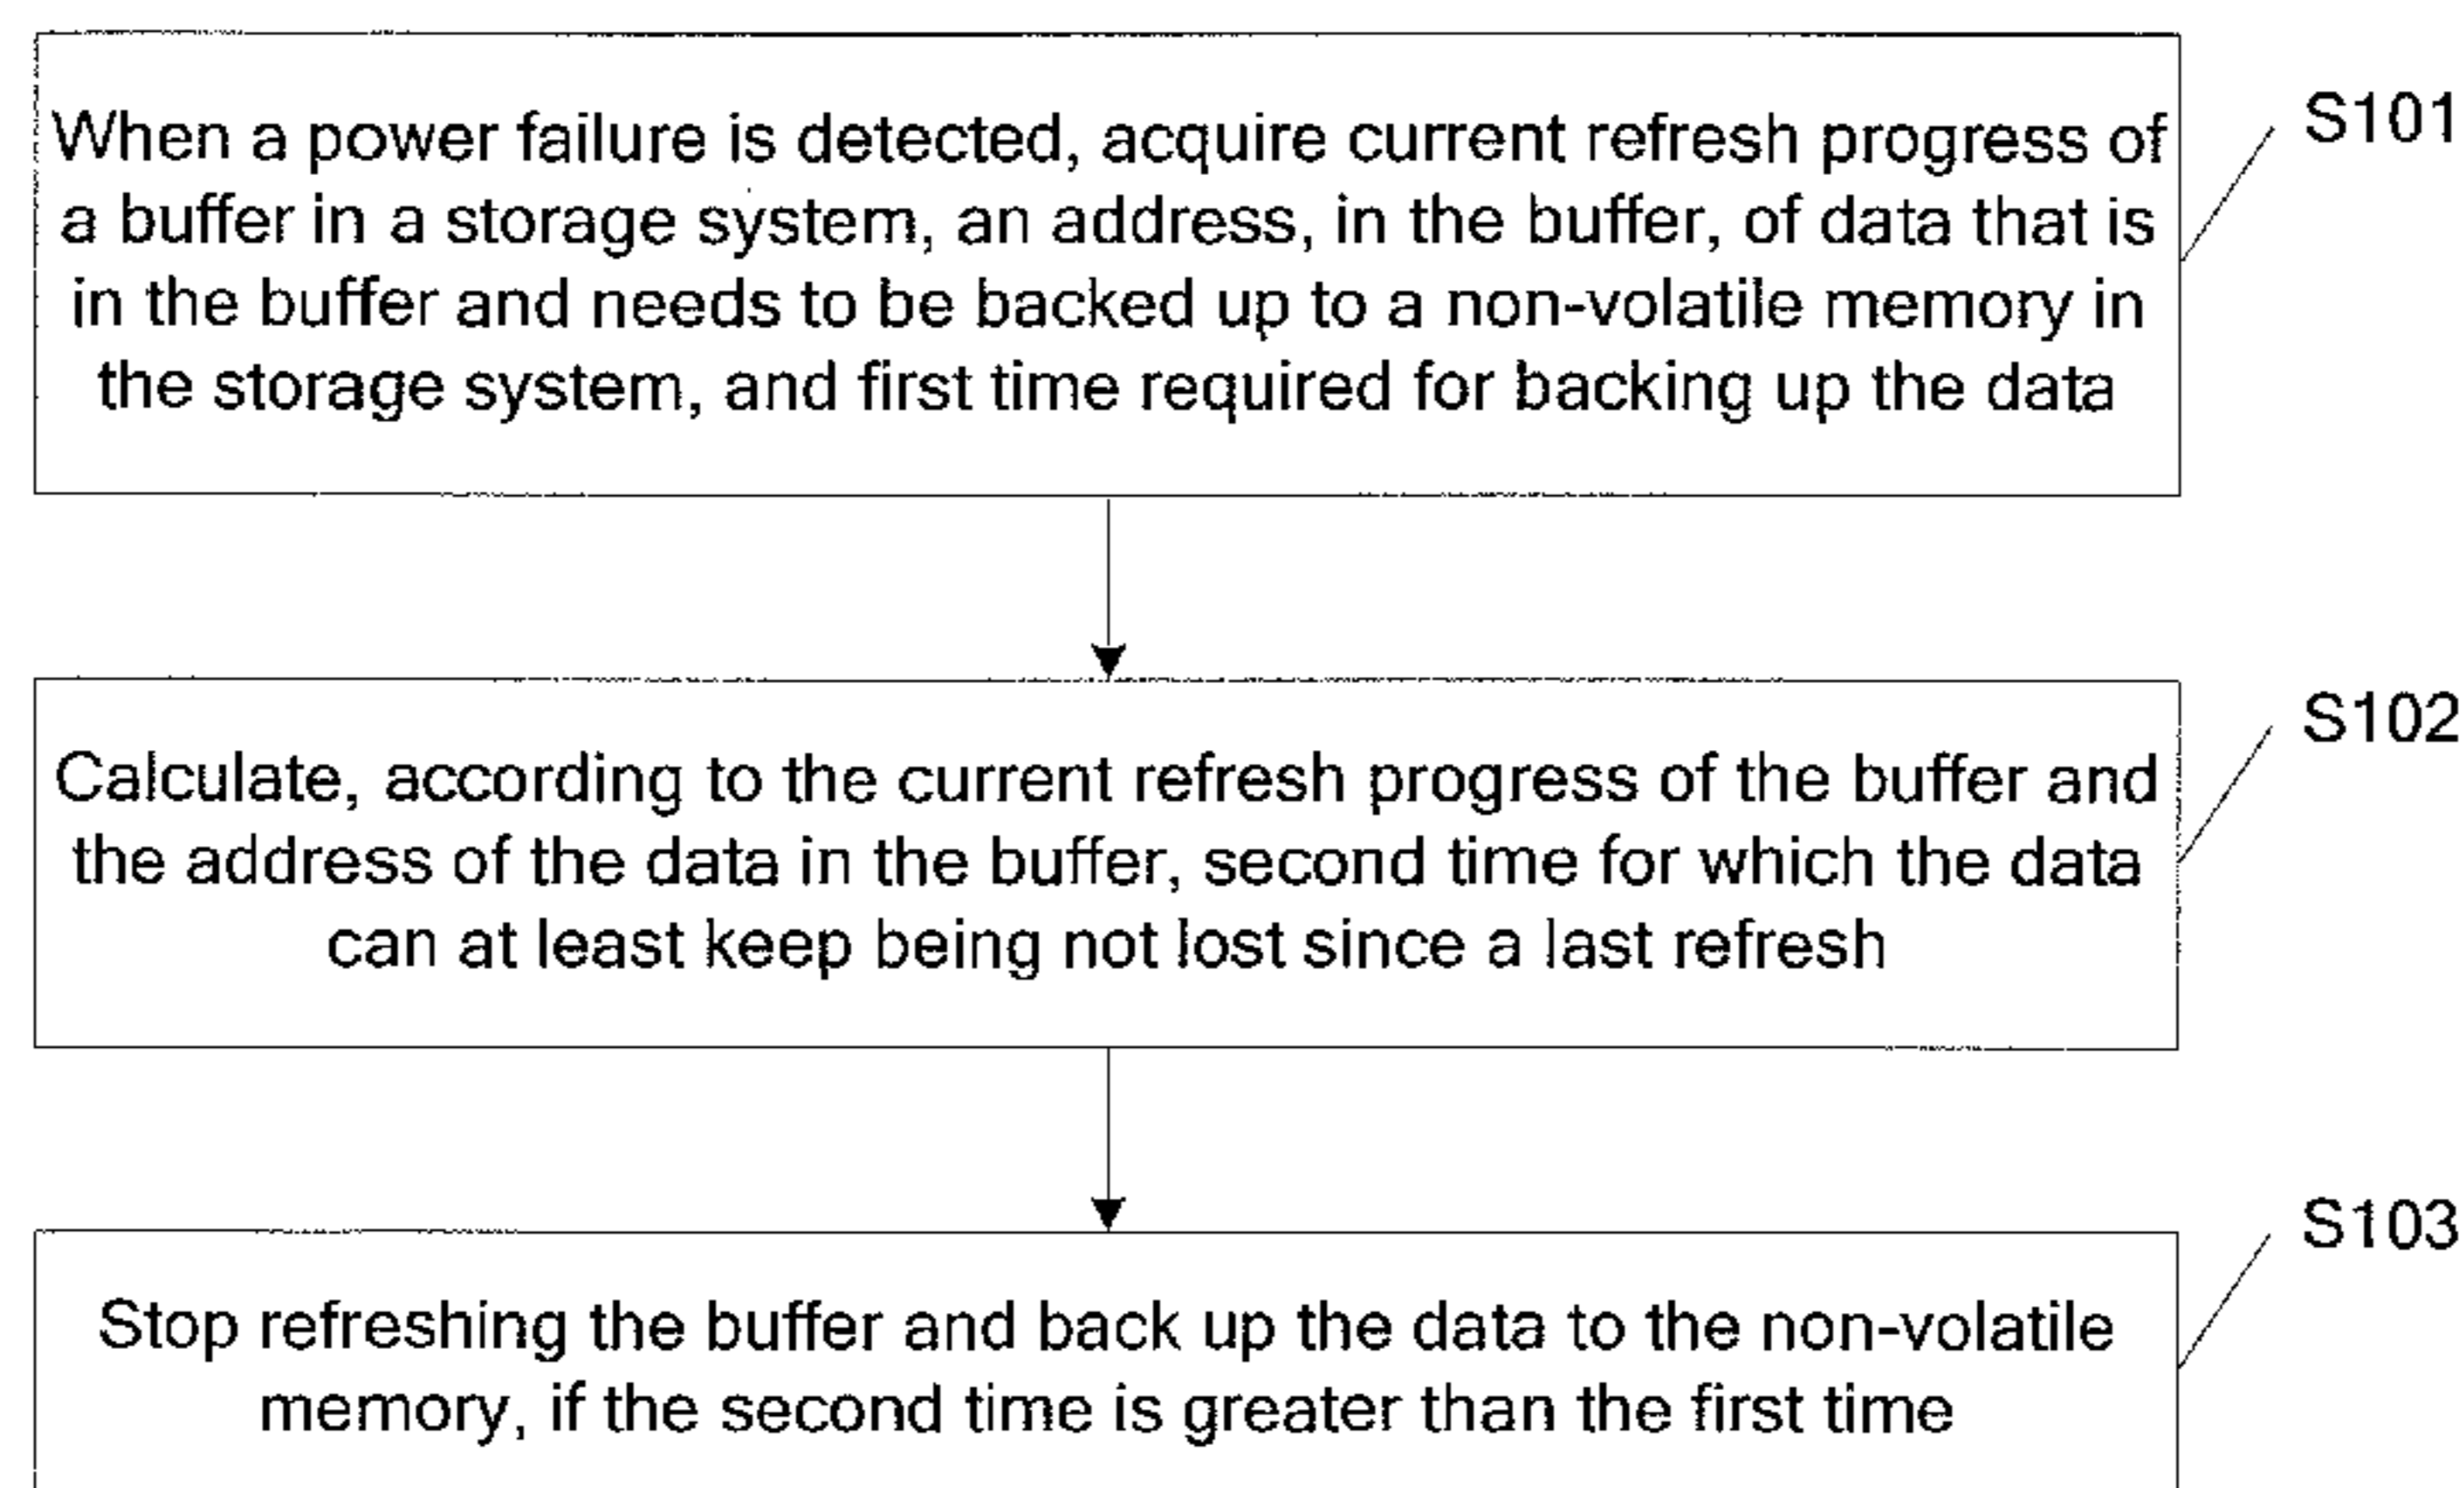 When a power failure is detected, acquire current refresh progress of
a buffer in a storage system, an address, in the buffer, of data that is
in the buffer and needs to be backed up to a non-volatile memory in
the storage system, and first time required for backing up the data
S101
Calculate, according to the current refresh progress of the buffer and
the address of the data in the buffer, second time for which the data
can at least keep being not lost since a last refresh
S102
Stop refreshing the buffer and back up the data to the non-volatile
memory, if the second time is greater than the first time
S103